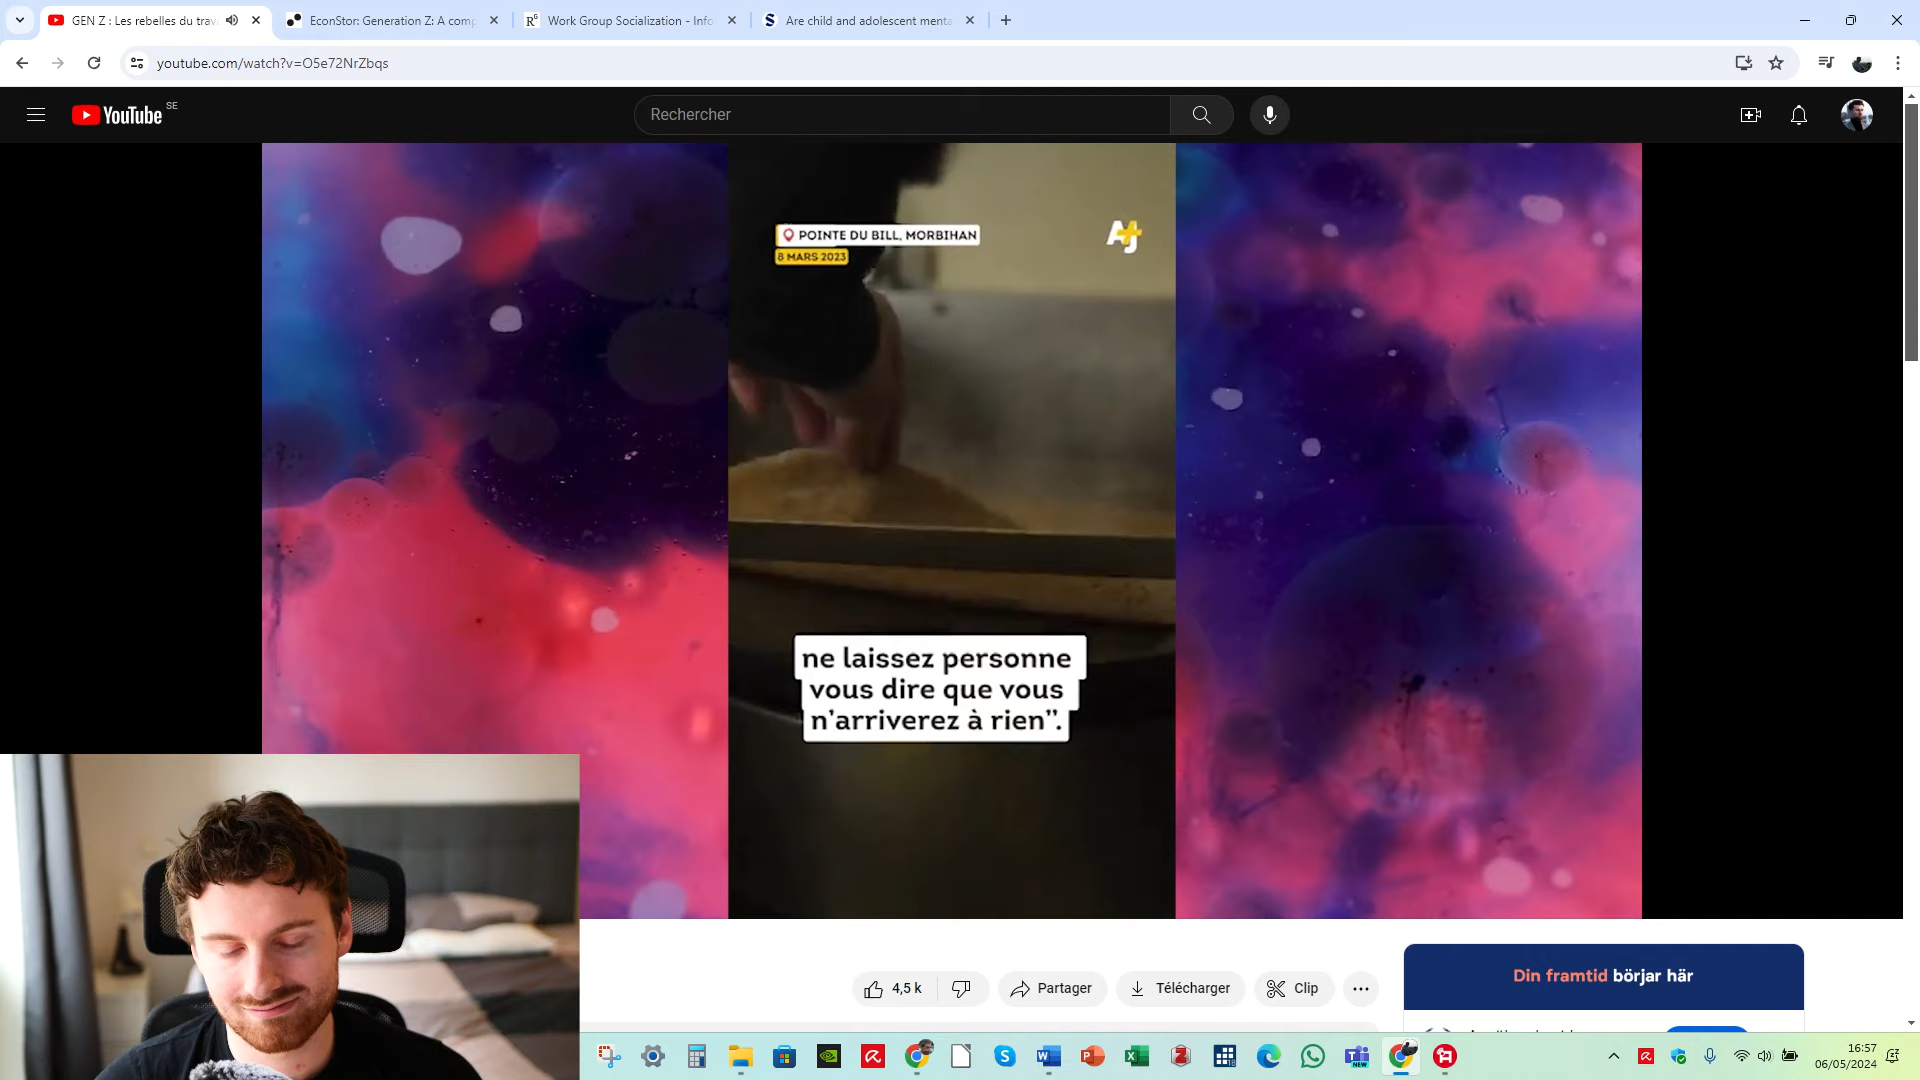 GEN Z : Les rebelles du trav
EconStor: Generation Z: A comp
Work Group Socialization - Info
Are child and adolescent menta
youtube.com/watch?v=O5e72NrZbqs
YouTube SE
Rechercher
POINTE DU BILL, MORBIHAN
8 MARS 2023
ne laissez personne
vous dire que vous
n’arriverez à rien”.
4,5 k
Partager
Télécharger
Clip
Din framtid börjar här
16:57
06/05/2024